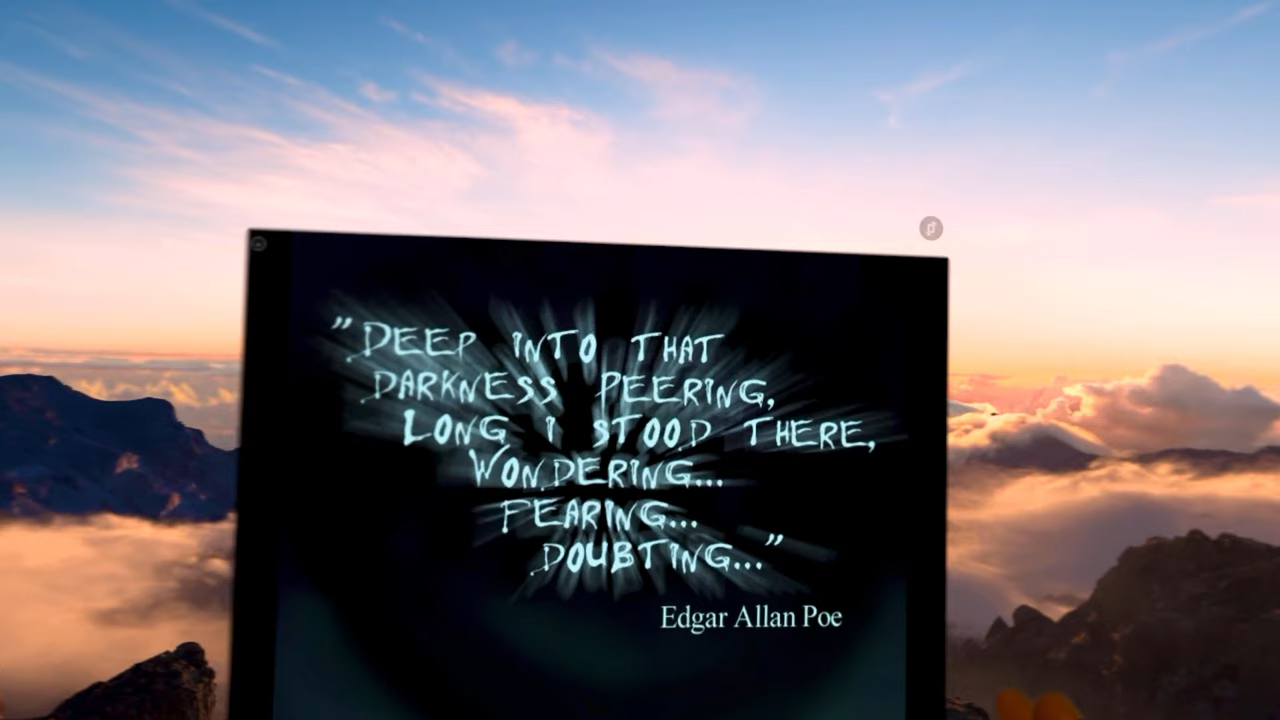 ”DEEP INTO THAT
DARKNESS PEERING,
LONG I STOOD THERE,
WONDERING...
FEARING...
DOUBTING...”
Edgar Allan Poe